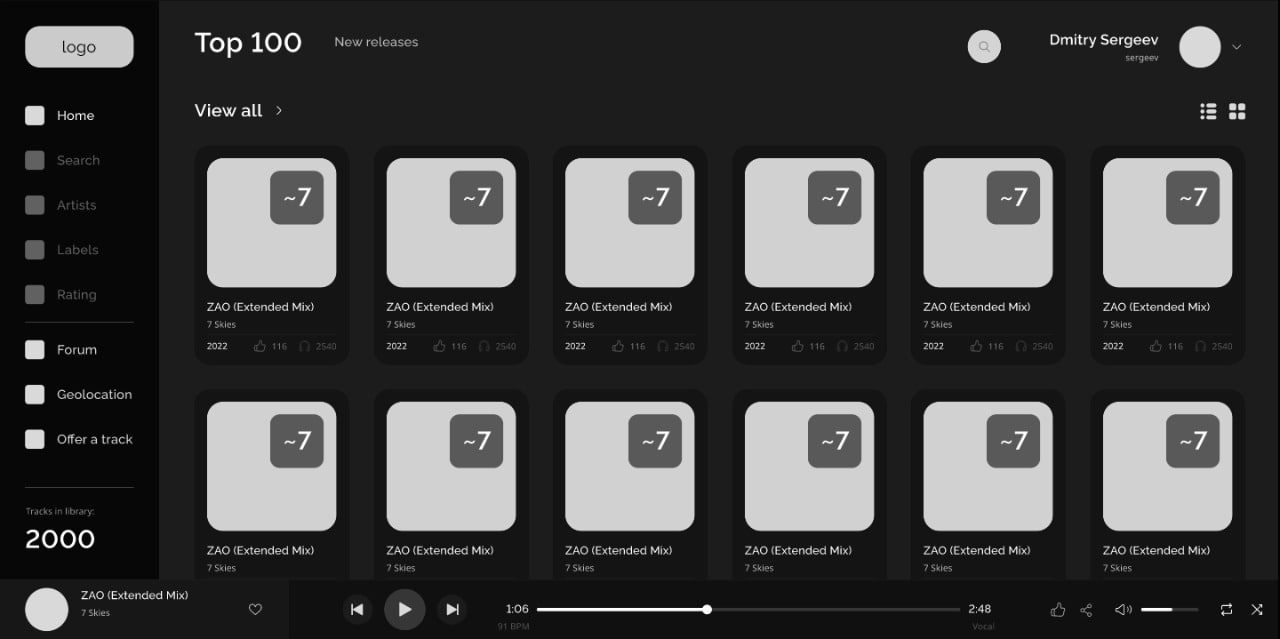 logo
Home
Search
Artists
Labels
Rating
Forum
Geolocation
Offer a track
Tracks in library:
2000
Top 100 New releases
Dmitry Sergeev
sergeev
View all
~7 ~7 ~7 ~7 ~7 ~7
ZAO (Extended Mix) ZAO (Extended Mix) ZAO (Extended Mix) ZAO (Extended Mix) ZAO (Extended Mix) ZAO (Extended Mix)
7 Skies 7 Skies 7 Skies 7 Skies 7 Skies 7 Skies
2022 116 2540 2022 116 2540 2022 116 2540 2022 116 2540 2022 116 2540 2022 116 2540
~7 ~7 ~7 ~7 ~7 ~7
ZAO (Extended Mix) ZAO (Extended Mix) ZAO (Extended Mix) ZAO (Extended Mix) ZAO (Extended Mix) ZAO (Extended Mix)
7 Skies 7 Skies 7 Skies 7 Skies 7 Skies 7 Skies
ZAO (Extended Mix)
7 Skies
1:06 2:48
91 BPM Vocal